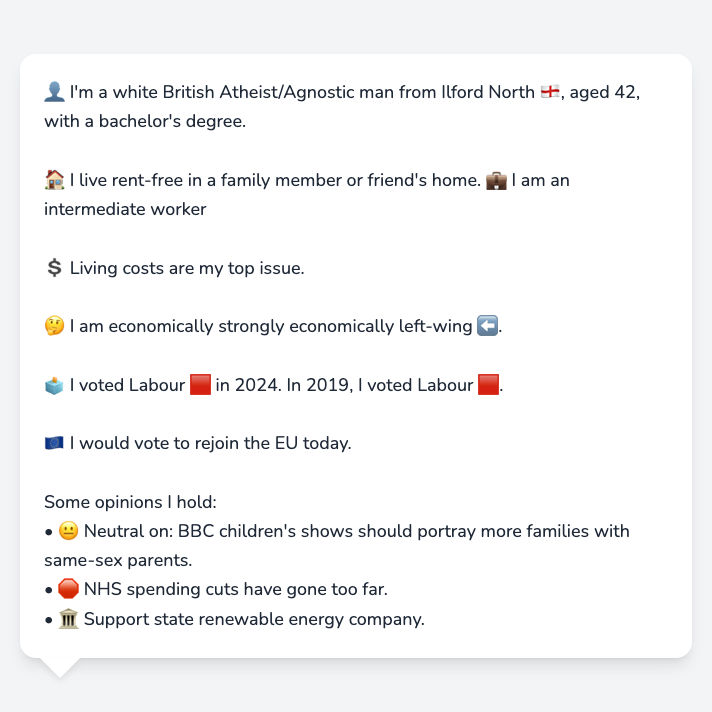 👤 I'm a white British Atheist/Agnostic man from Ilford North 🏴󠁧󠁢󠁥󠁮󠁧󠁿, aged 42,
with a bachelor's degree.
🏠 I live rent-free in a family member or friend's home. 💼 I am an
intermediate worker
💲 Living costs are my top issue.
🤔 I am economically strongly economically left-wing ⬅️.
🗳️ I voted Labour 🟥 in 2024. In 2019, I voted Labour 🟥.
🇪🇺 I would vote to rejoin the EU today.
Some opinions I hold:
• 😐 Neutral on: BBC children's shows should portray more families with
same-sex parents.
• 🛑 NHS spending cuts have gone too far.
• 🏛️ Support state renewable energy company.